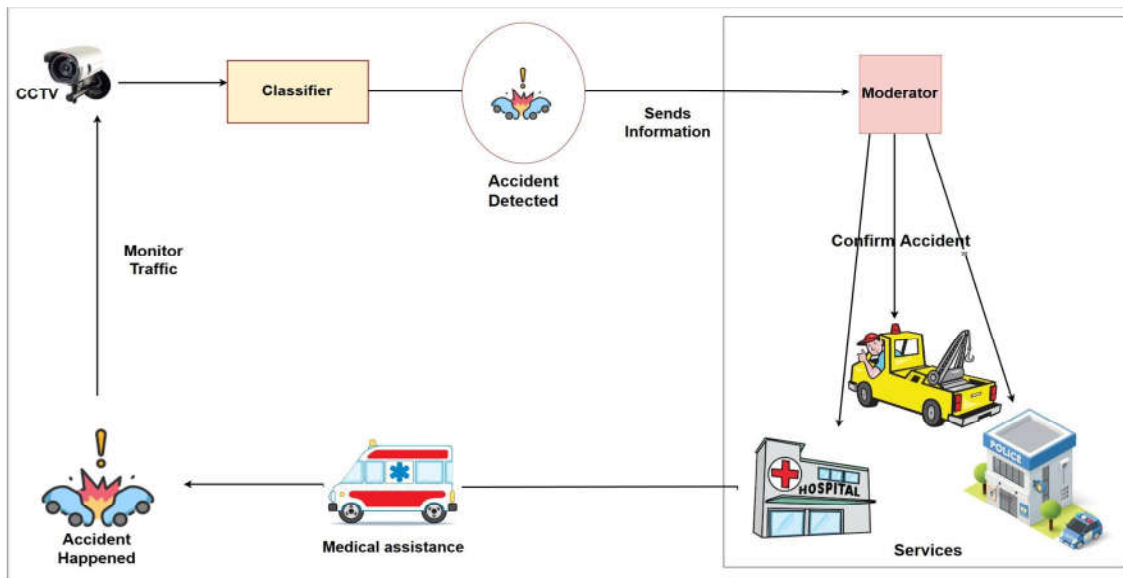 CCTV
Classifier
Accident
Detected
Sends
Information
Moderator
Monitor
Traffic
Confirm Accident
POLICE
HOSPITAL
Accident
Happened
Medical assistance
Services